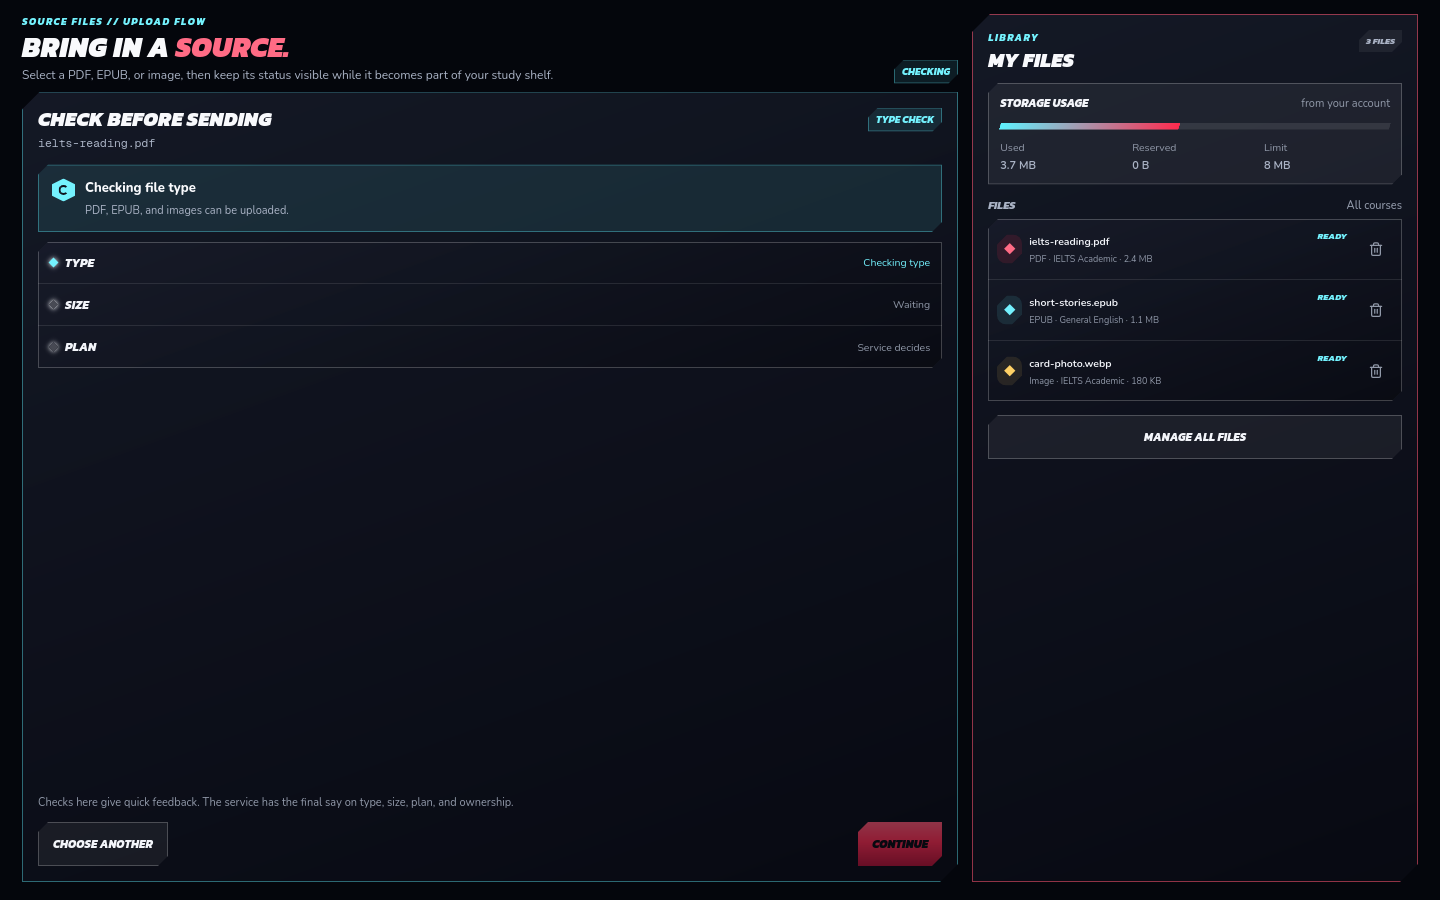 SOURCE FILES // UPLOAD FLOW
BRING IN A SOURCE.
Select a PDF, EPUB, or image, then keep its status visible while it becomes part of your study shelf.
CHECKING
CHECK BEFORE SENDING
TYPE CHECK
ielts-reading.pdf
C
Checking file type
PDF, EPUB, and images can be uploaded.
TYPE
Checking type
SIZE
Waiting
PLAN
Service decides
Checks here give quick feedback. The service has the final say on type, size, plan, and ownership.
CHOOSE ANOTHER
CONTINUE
LIBRARY
3 FILES
MY FILES
STORAGE USAGE
from your account
Used Reserved Limit
3.7 MB 0 B 8 MB
FILES
All courses
ielts-reading.pdf
READY
PDF · IELTS Academic · 2.4 MB
short-stories.epub
READY
EPUB · General English · 1.1 MB
card-photo.webp
READY
Image · IELTS Academic · 180 KB
MANAGE ALL FILES